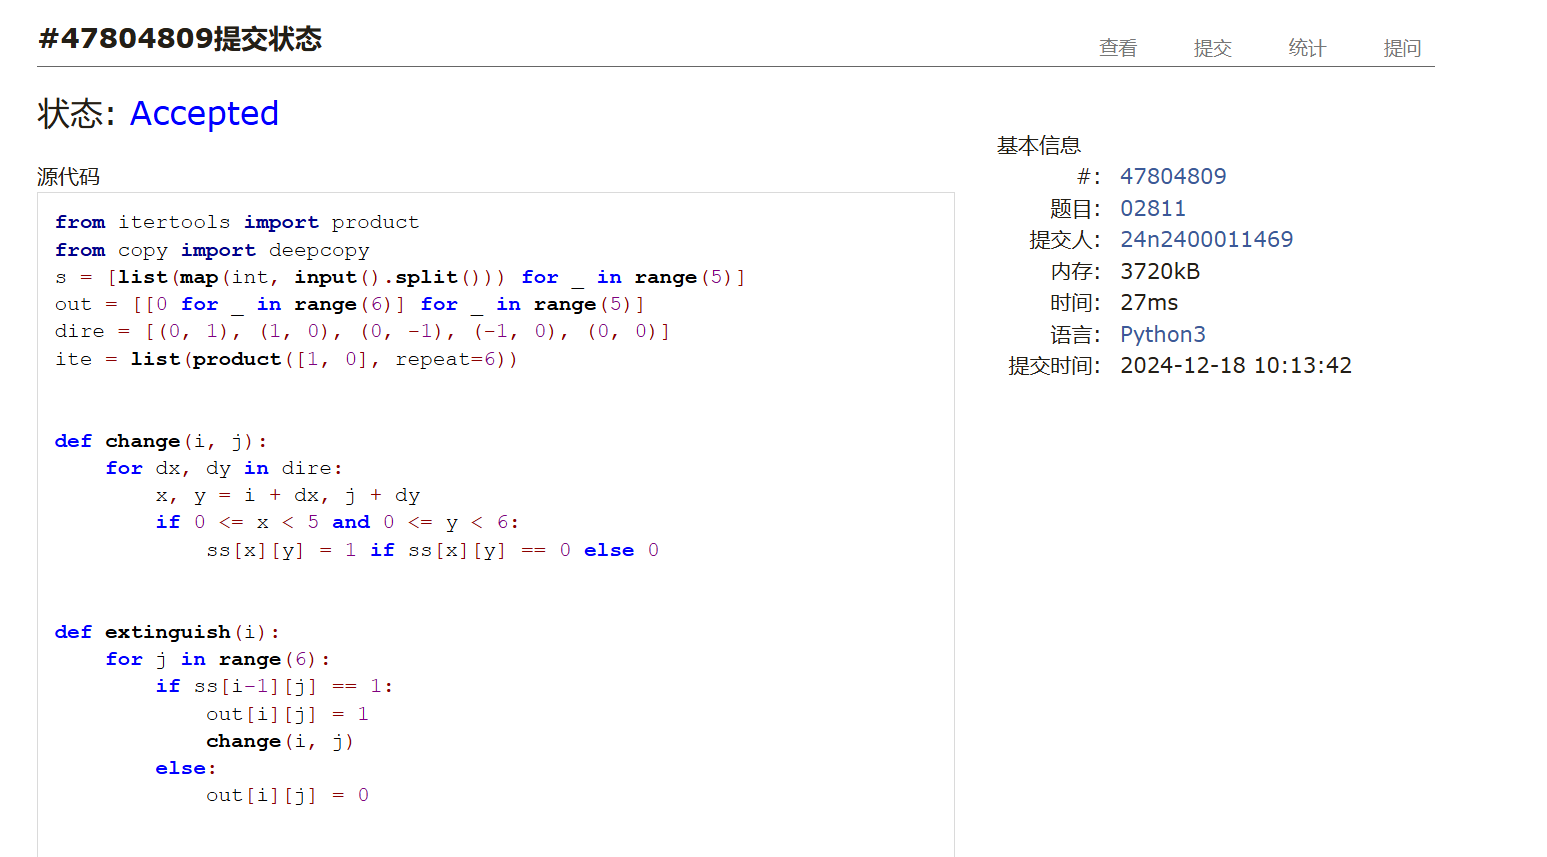 #47804809提交状态
查看 提交 统计 提问
状态: Accepted
源代码
from itertools import product
from copy import deepcopy
s = [list(map(int, input().split())) for _ in range(5)]
out = [[0 for _ in range(6)] for _ in range(5)]
dire = [(0, 1), (1, 0), (0, -1), (-1, 0), (0, 0)]
ite = list(product([1, 0], repeat=6))
def change(i, j):
    for dx, dy in dire:
        x, y = i + dx, j + dy
        if 0 <= x < 5 and 0 <= y < 6:
            ss[x][y] = 1 if ss[x][y] == 0 else 0
def extinguish(i):
    for j in range(6):
        if ss[i-1][j] == 1:
            out[i][j] = 1
            change(i, j)
        else:
            out[i][j] = 0
基本信息
#: 47804809
题目: 02811
提交人: 24n2400011469
内存: 3720kB
时间: 27ms
语言: Python3
提交时间: 2024-12-18 10:13:42